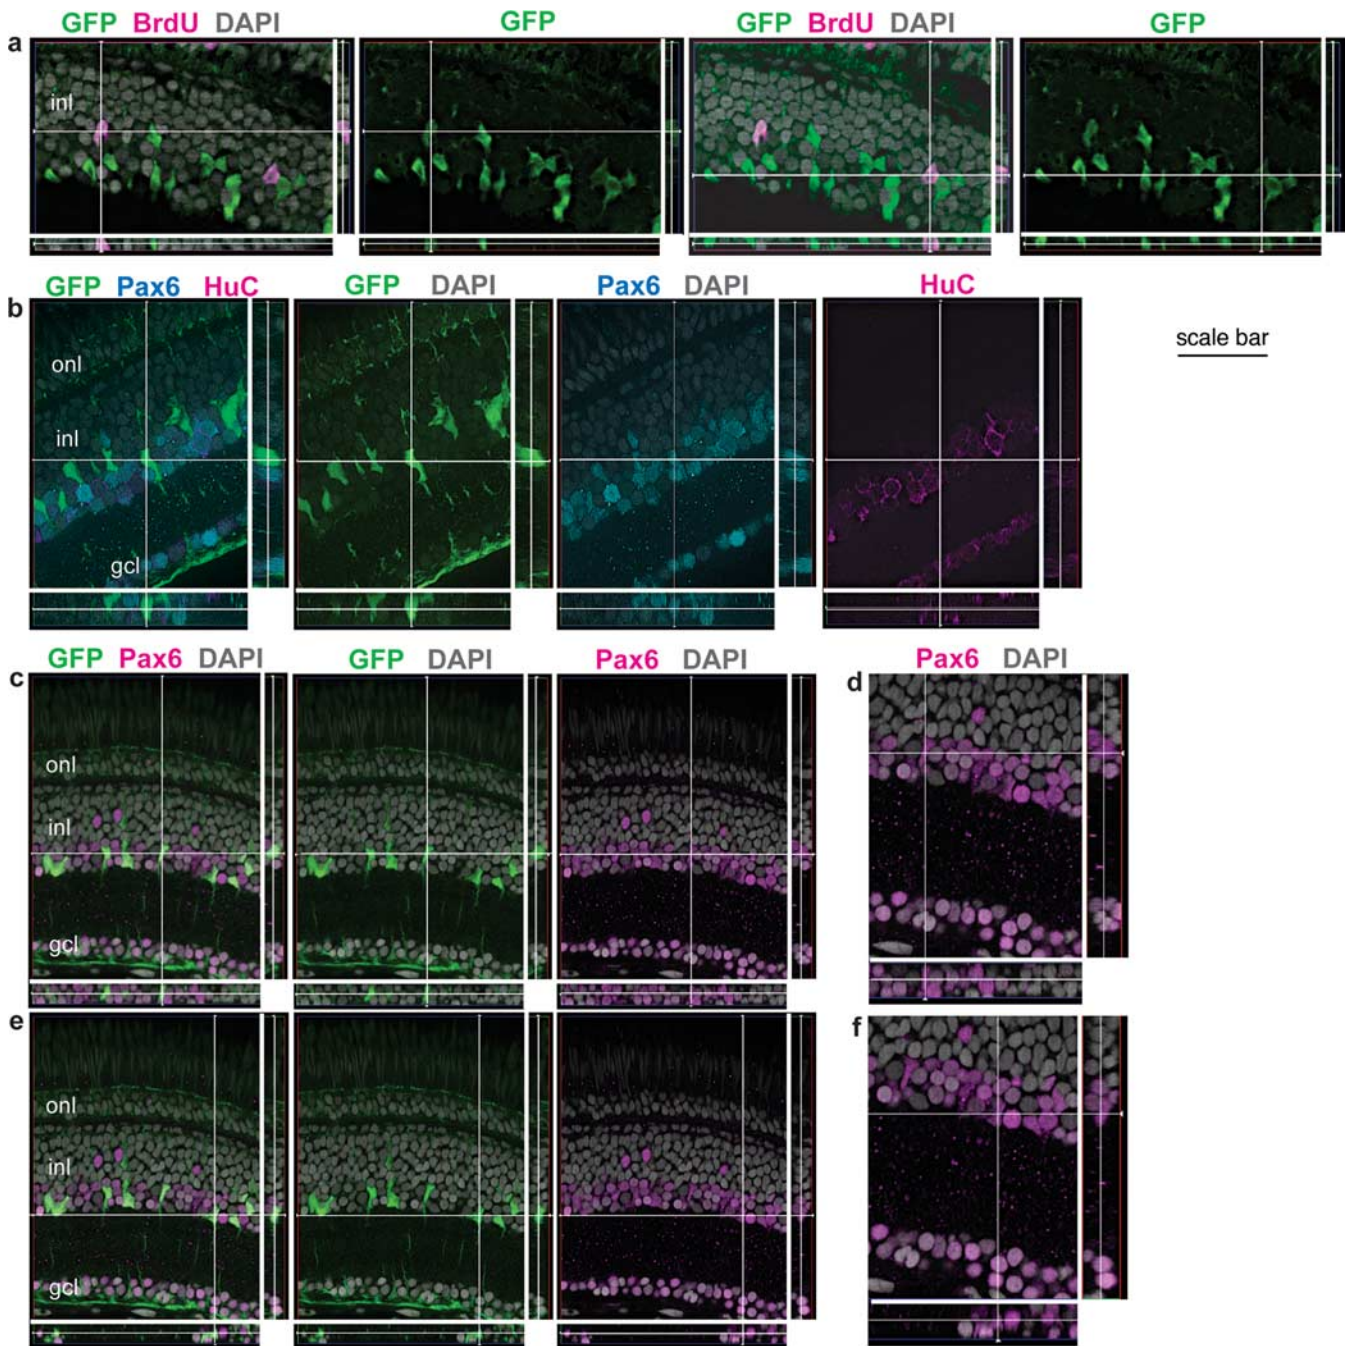 GFP BrdU DAPI GFP GFP BrdU DAPI GFP
a
inl
GFP Pax6 HuC GFP DAPI Pax6 DAPI HuC
b
onl
inl
gcl
scale bar
GFP Pax6 DAPI GFP DAPI Pax6 DAPI Pax6 DAPI
c d
onl
inl
gcl
e f
onl
inl
gcl